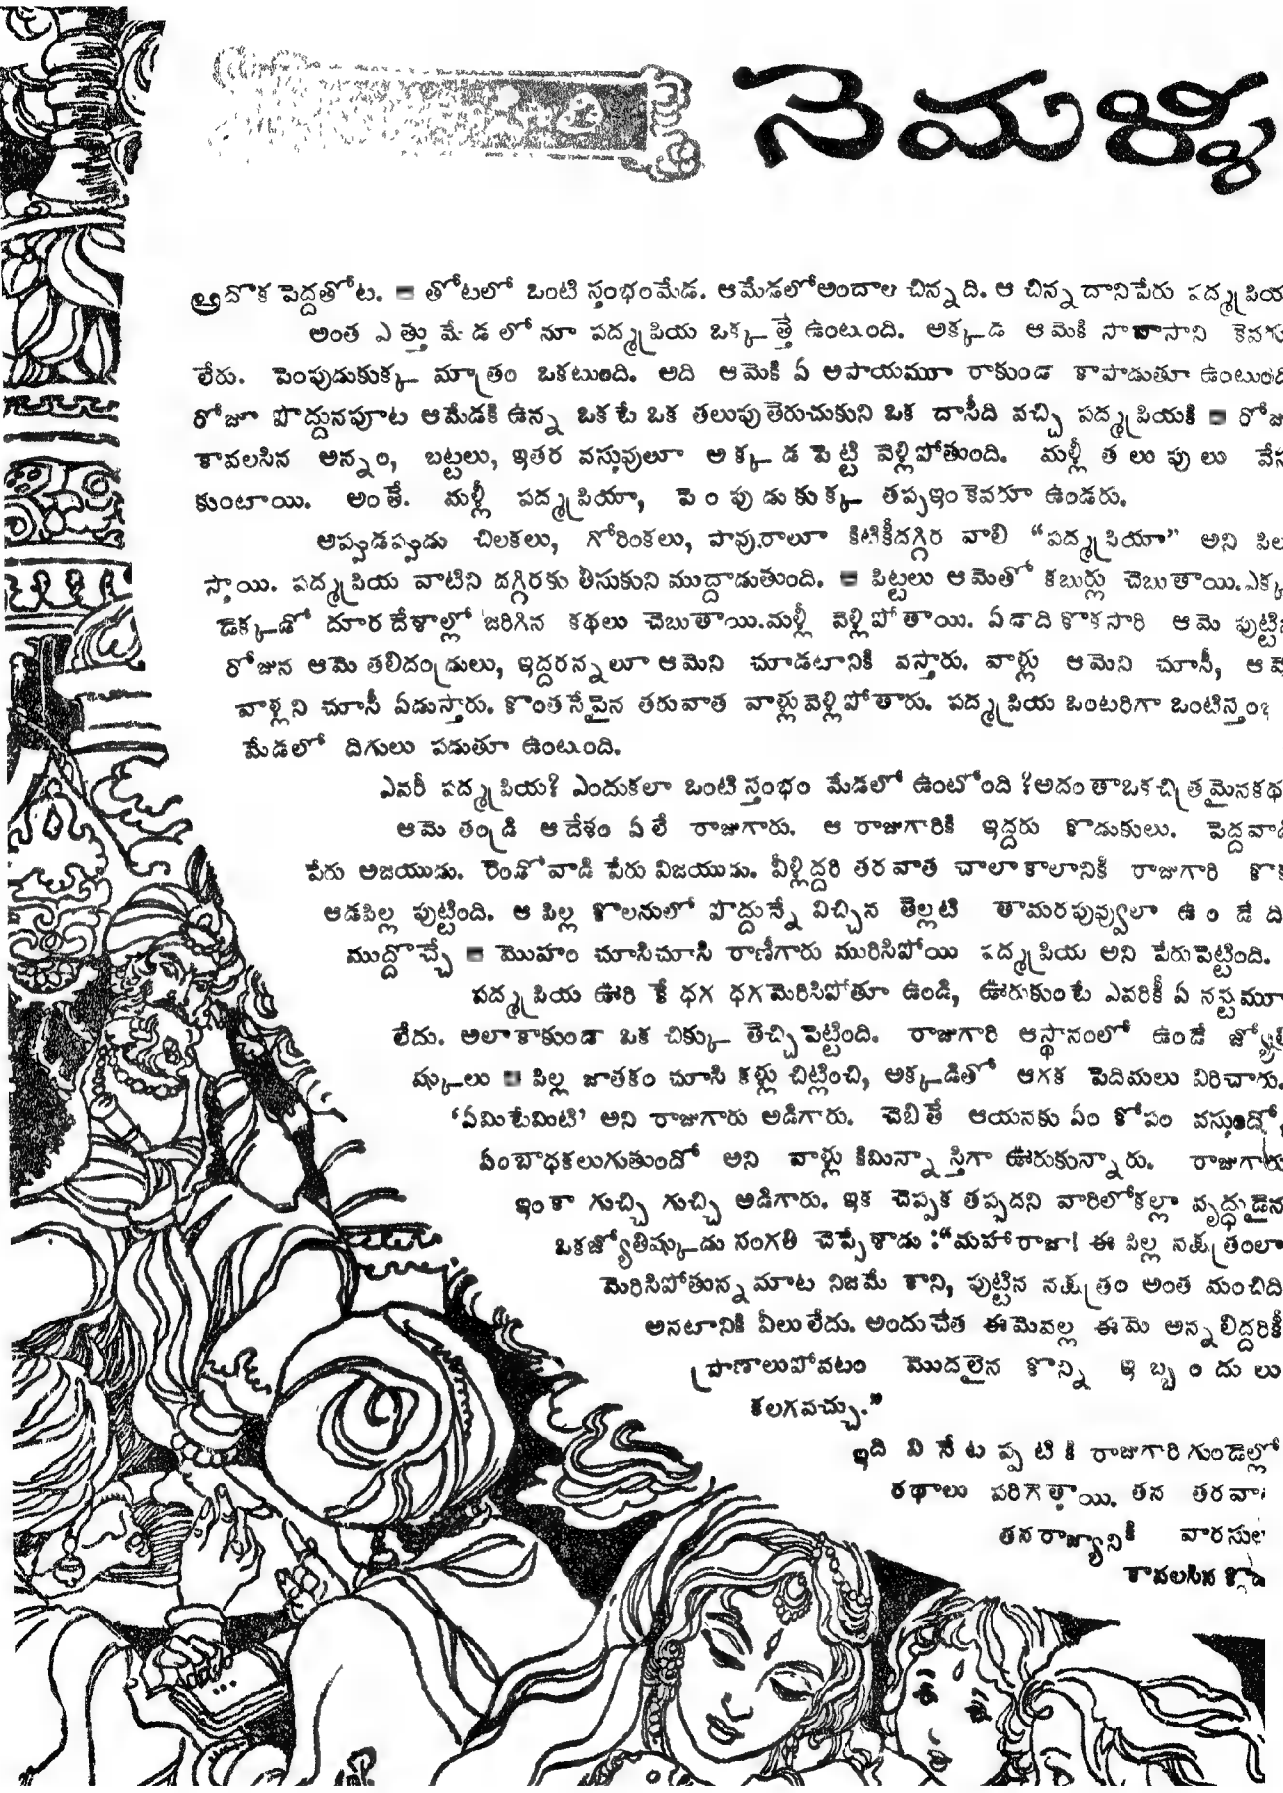 నెమళ్ళ
అదొక పెద్దతోట. ఆ తోటలో ఒంటి స్తంభంమేడ. ఆమేడలోఅందాల చిన్నది. ఆ చిన్నదానిపేరు పద్మప్రియ
అంత ఎత్తు మేడలోనూ పద్మప్రియ ఒక్కత్తే ఉంటుంది. అక్కడ ఆమెకి సావాసాని కెవరూ
లేరు. పెంపుడుకుక్క మాత్రం ఒకటుంది. అది ఆమెకి ఏ అపాయమూ రాకుండా కాపాడుతూ ఉంటుంది
రోజూ పొద్దునపూట ఆమేడకి ఉన్న ఒకటే ఒక తలుపుతెరుచుకుని ఒక దాసీది వచ్చి పద్మప్రియకి ఆ రోజు
కావలసిన అన్నం, బట్టలు, ఇతర వస్తువులూ అక్కడ పెట్టి వెళ్లిపోతుంది. మళ్లీ తలుపులు వేసు
కుంటాయి. అంతే. మళ్లీ పద్మప్రియా, పెంపుడుకుక్క తప్పఇంకెవరూ ఉండరు.
అప్పుడప్పుడు చిలకలు, గోరింకలు, పావురాలూ కిటికీదగ్గిర వాలి “పద్మప్రియా” అని పిలు
స్తాయి. పద్మప్రియ వాటిని దగ్గిరకు తీసుకుని ముద్దాడుతుంది. ఆ పిట్టలు ఆమెతో కబుర్లు చెబుతాయి.ఎక్క
డెక్కడో దూరదేశాల్లో జరిగిన కథలు చెబుతాయి.మళ్లీ వెళ్లిపోతాయి. ఏడాదికొకసారి ఆమె పుట్టిన
రోజున ఆమె తలిదండ్రులు, ఇద్దరన్నలూ ఆమెని చూడటానికి వస్తారు. వాళ్లు ఆమెని చూసీ, ఆమె
వాళ్లని చూసీ ఏడుస్తారు. కొంతసేపైన తరువాత వాళ్లువెళ్లిపోతారు. పద్మప్రియ ఒంటరిగా ఒంటిస్తంభం
మేడలో దిగులు పడుతూ ఉంటుంది.
ఎవరీ పద్మప్రియ? ఎందుకలా ఒంటి స్తంభం మేడలో ఉంటోంది ?అదంతాఒకచిత్రమైనకథ
ఆమె తండ్రి ఆదేశం ఏలే రాజుగారు. ఆ రాజుగారికి ఇద్దరు కొడుకులు. పెద్దవాడి
పేరు అజయుడు. రెండోవాడి పేరు విజయుడు. వీళ్లిద్దరి తరవాత చాలాకాలానికి రాజుగారి కొక
ఆడపిల్ల పుట్టింది. ఆ పిల్ల కొలనులో పొద్దున్నే విచ్చిన తెల్లటి తామరపువ్వులా ఉండేది
ముద్దొచ్చే ఆ మొహం చూసిచూసి రాణీగారు మురిసిపోయి పద్మప్రియ అని పేరుపెట్టింది.
పద్మప్రియ ఊరికే ధగ ధగమెరిసిపోతూ ఉండి, ఊరుకుంటే ఎవరికీ ఏ నష్టమూ
లేదు. అలాకాకుండా ఒక చిక్కు తెచ్చిపెట్టింది. రాజుగారి ఆస్థానంలో ఉండే జ్యోతి
ష్కులు ఆ పిల్ల జాతకం చూసి కళ్లు చిట్లించి, అక్కడితో ఆగక పెదిమలు విరిచారు.
‘ఏమిటేమిటి’ అని రాజుగారు అడిగారు. చెబితే ఆయనకు ఏం కోపం వస్తుందో,
ఏంబాధకలుగుతుందో అని వాళ్లు కిమిన్నాస్తిగా ఊరుకున్నారు. రాజుగారు
ఇంకా గుచ్చి గుచ్చి అడిగారు. ఇక చెప్పక తప్పదని వారిలోకల్లా వృద్ధుడైన
ఒకజ్యోతిష్కుడు సంగతి చెప్పేశాడు :“మహారాజా! ఈ పిల్ల నక్షత్రంలా
మెరిసిపోతున్న మాట నిజమే కాని, పుట్టిన నక్షత్రం అంత మంచిది
అనటానికి వీలులేదు. అందుచేత ఈమెవల్ల ఈమె అన్నలిద్దరికీ
ప్రాణాలుపోవటం మొదలైన కొన్ని ఇబ్బందులు
కలగవచ్చు.”
ఇది వినేటప్పటికి రాజుగారిగుండెల్లో
రథాలు పరిగెత్తాయి. తన తరవాత
తనరాజ్యానికి వారసులు
కావలసిన